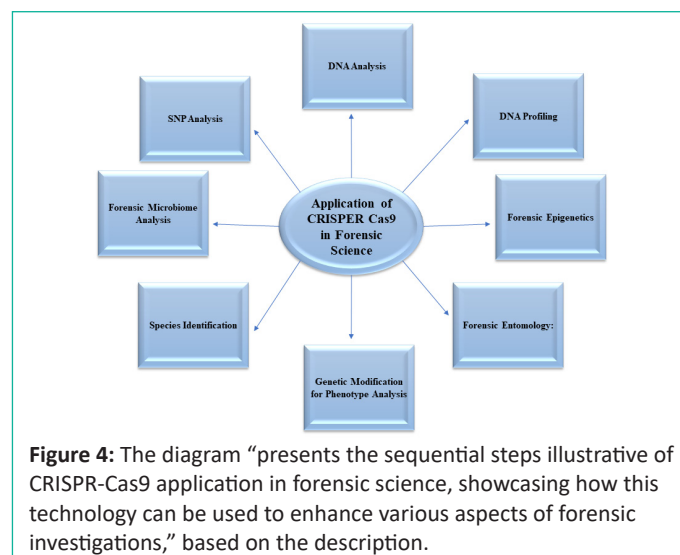 DNA Analysis
SNP Analysis
DNA Profiling
Forensic Microbiome
Analysis
Application of
CRISPER Cas9
in Forensic
Science
Forensic Epigenetics
Species Identification
Forensic Entomology:
Genetic Modification
for Phenotype Analysis
Figure 4: The diagram “presents the sequential steps illustrative of
CRISPR-Cas9 application in forensic science, showcasing how this
technology can be used to enhance various aspects of forensic
investigations,” based on the description.